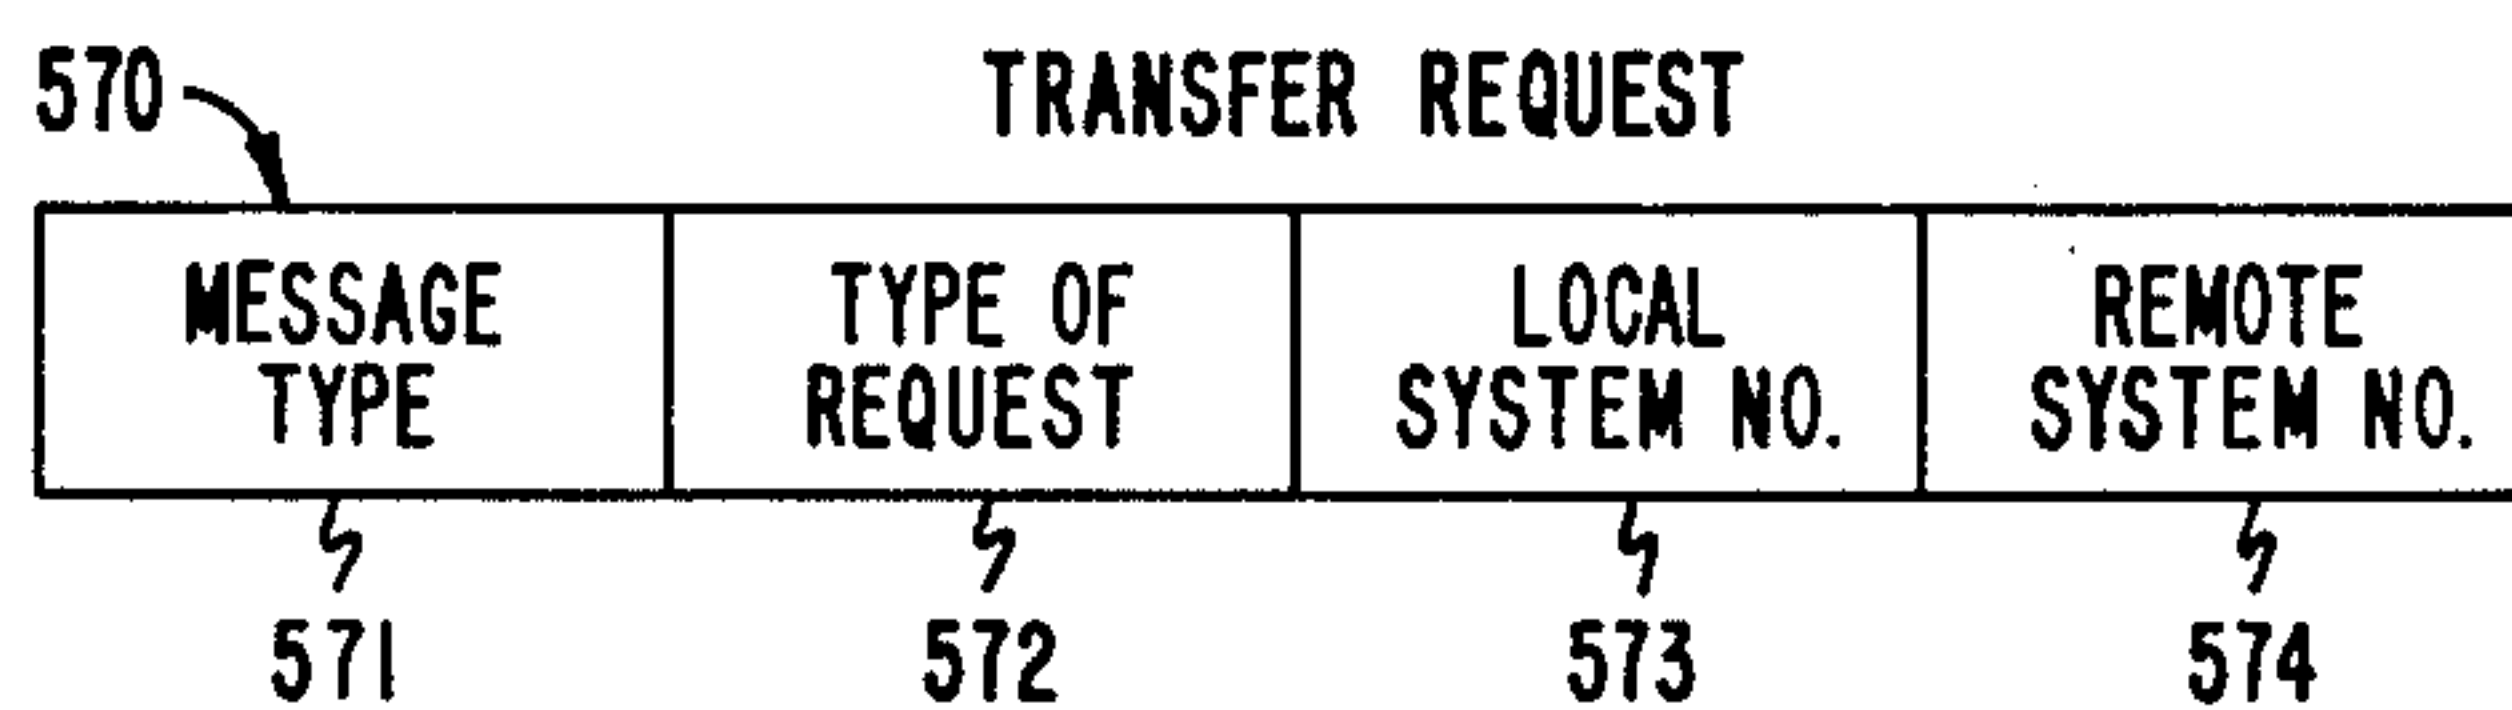 570
TRANSFER REQUEST
MESSAGE
TYPE
TYPE OF
REQUEST
LOCAL
SYSTEM NO.
REMOTE
SYSTEM NO.
571
572
573
574